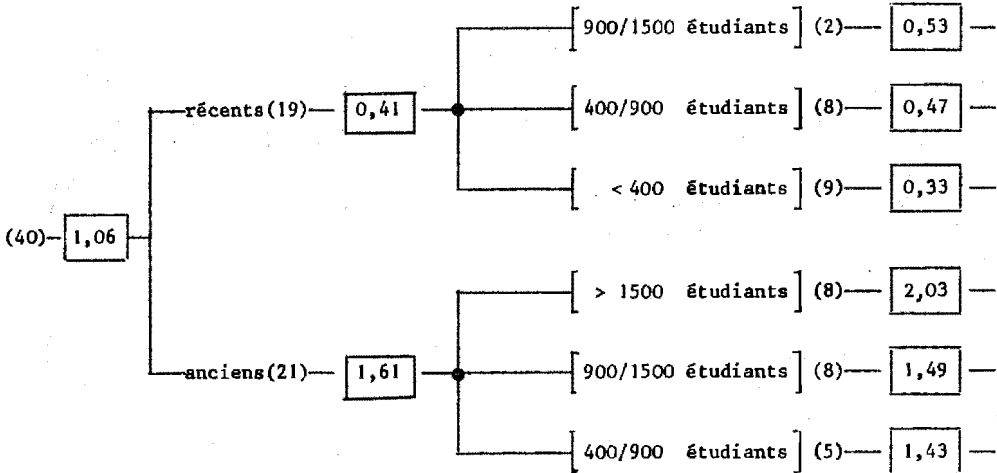 [900/1500 étudiants] (2) 0,53
récents(19) 0,41 [400/900 étudiants] (8) 0,47
[< 400 étudiants] (9) 0,33
(40) 1,06
[> 1500 étudiants] (8) 2,03
anciens(21) 1,61 [900/1500 étudiants] (8) 1,49
[400/900 étudiants] (5) 1,43